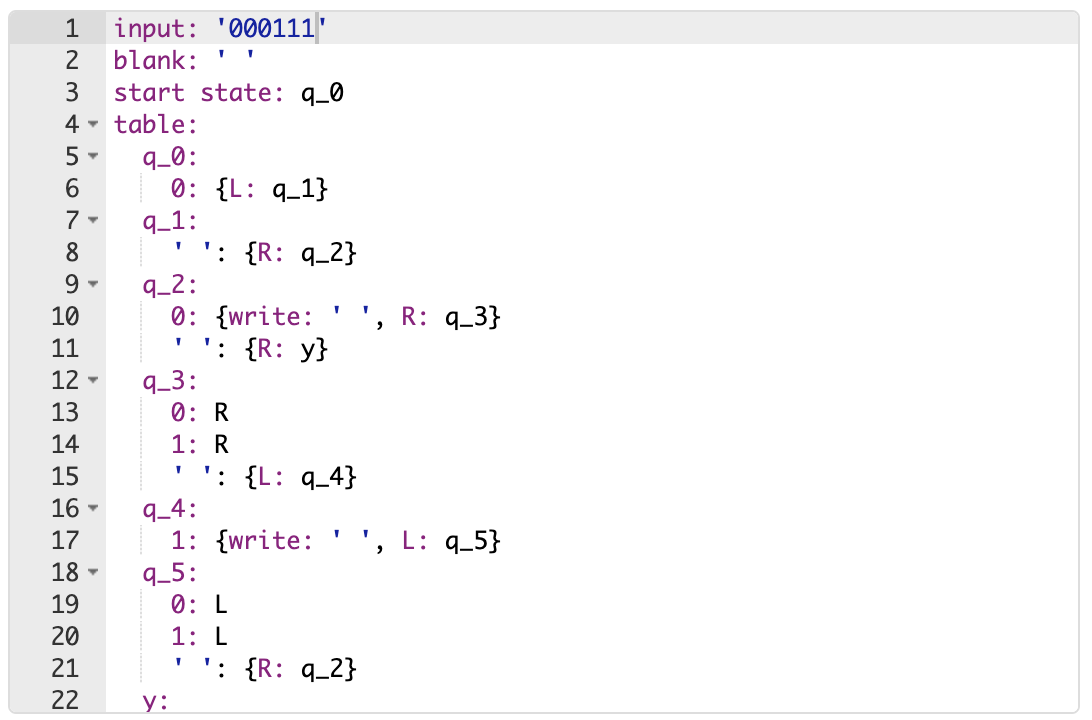 1 input: '000111'
2 blank: ' '
3 start state: q_0
4 table:
5   q_0:
6     0: {L: q_1}
7   q_1:
8     ' ': {R: q_2}
9   q_2:
10     0: {write: ' ', R: q_3}
11     ' ': {R: y}
12   q_3:
13     0: R
14     1: R
15     ' ': {L: q_4}
16   q_4:
17     1: {write: ' ', L: q_5}
18   q_5:
19     0: L
20     1: L
21     ' ': {R: q_2}
22   y: